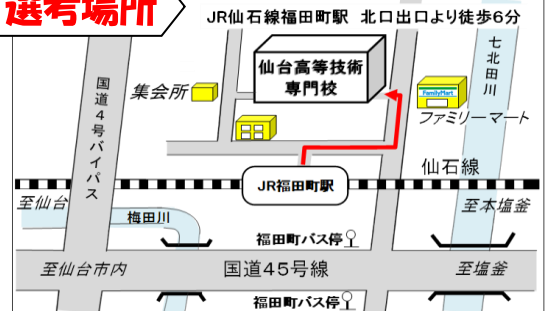 選考場所
JR仙石線福田町駅 北口出口より徒歩6分
国道4号バイパス
集会所
仙台高等技術
専門校
FamilyMart
ファミリーマート
七北田川
仙石線
JR福田町駅
至仙台
至本塩釜
梅田川
福田町バス停
至仙台市内
国道45号線
至塩釜
福田町バス停